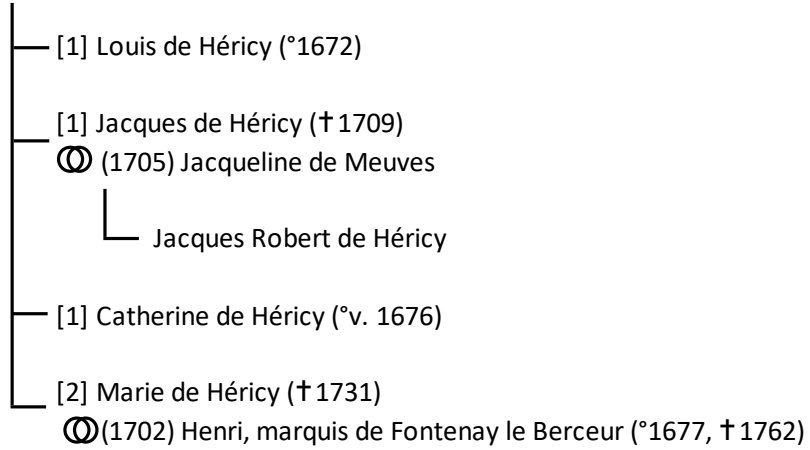 [1] Louis de Héricy (°1672)
[1] Jacques de Héricy (✝1709)
(1705) Jacqueline de Meuves
Jacques Robert de Héricy
[1] Catherine de Héricy (°v. 1676)
[2] Marie de Héricy (✝1731)
(1702) Henri, marquis de Fontenay le Berceur (°1677, ✝1762)